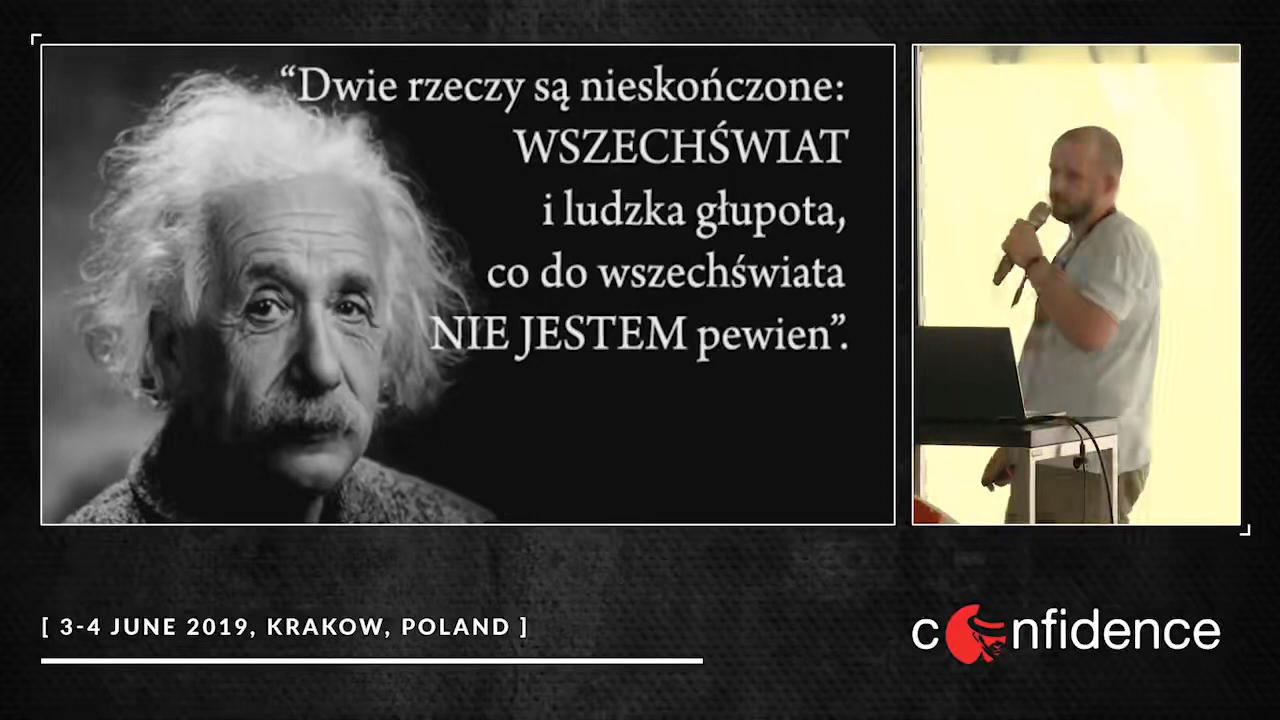 “Dwie rzeczy są nieskończone:
WSZECHŚWIAT
i ludzka głupota,
co do wszechświata
NIE JESTEM pewien”.
[ 3-4 JUNE 2019, KRAKOW, POLAND ]
confidence